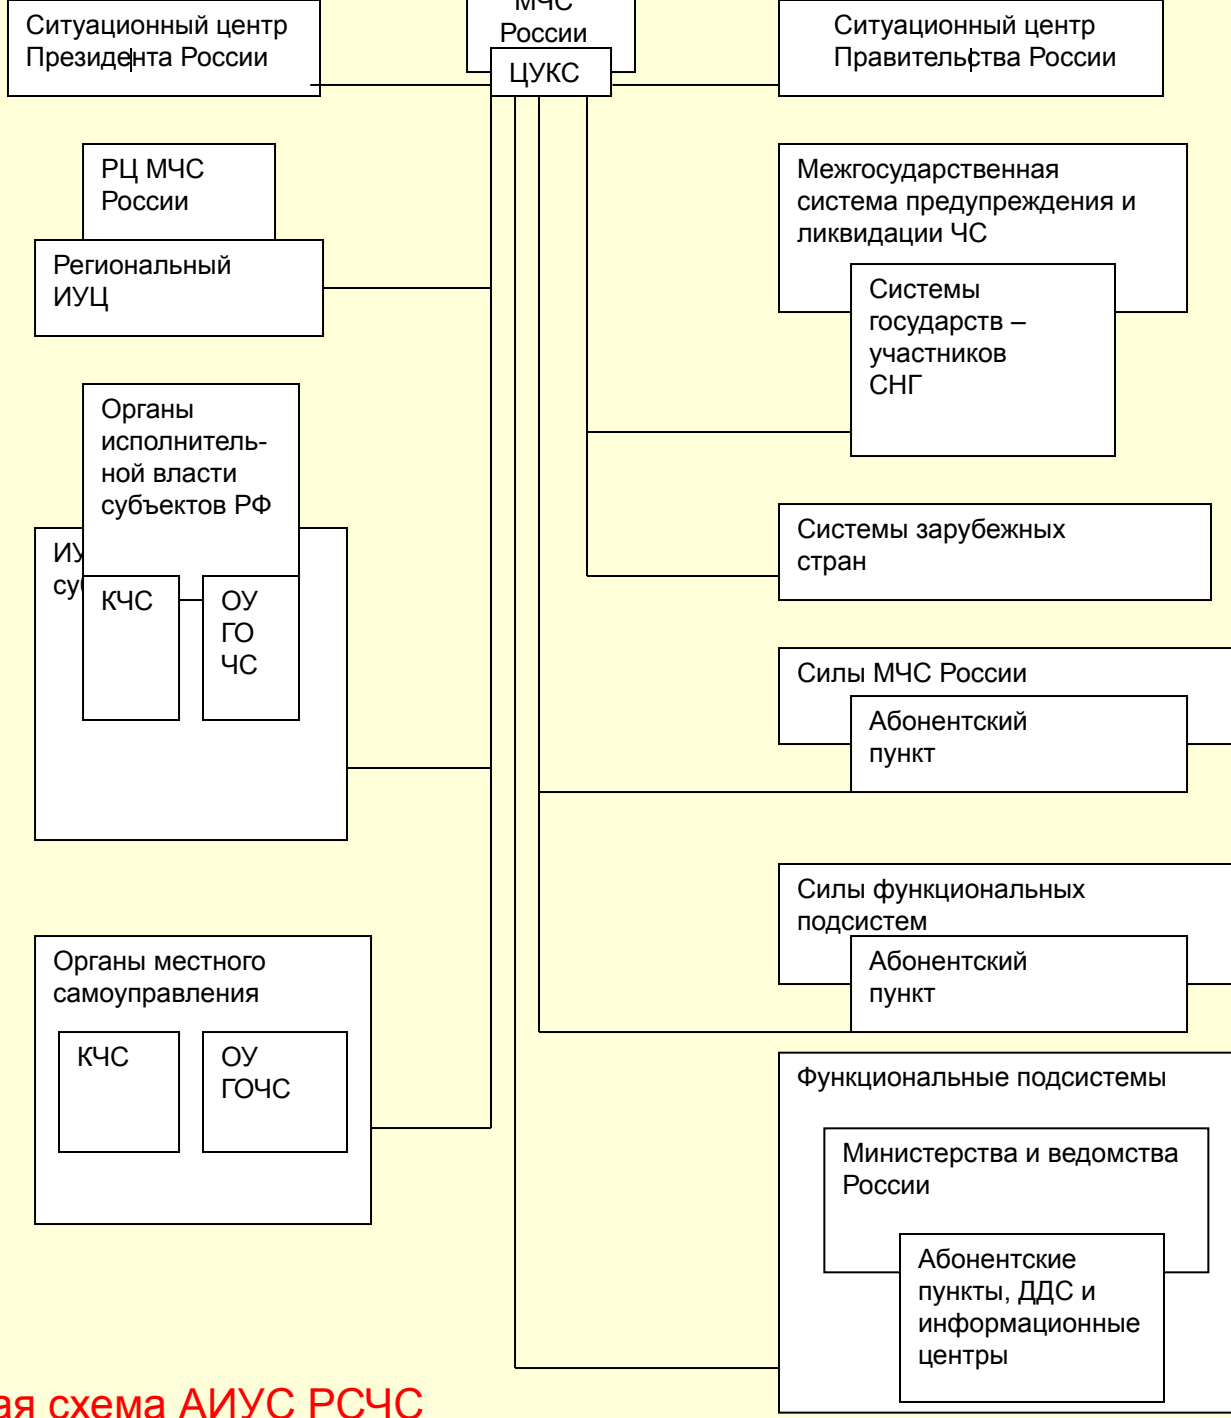 Ситуационный центр
Президента России
МЧС
России
ЦУКС
Ситуационный центр
Правительства России
РЦ МЧС
России
Региональный
ИУЦ
Межгосударственная
система предупреждения и
ликвидации ЧС
Системы
государств –
участников
СНГ
Органы
исполнитель-
ной власти
субъектов РФ
КЧС
ОУ
ГО
ЧС
Системы зарубежных
стран
Силы МЧС России
Абонентский
пункт
Силы функциональных
подсистем
Абонентский
пункт
Органы местного
самоуправления
КЧС
ОУ
ГОЧС
Функциональные подсистемы
Министерства и ведомства
России
Абонентские
пункты, ДДС и
информационные
центры
схема АИУС РСЧС